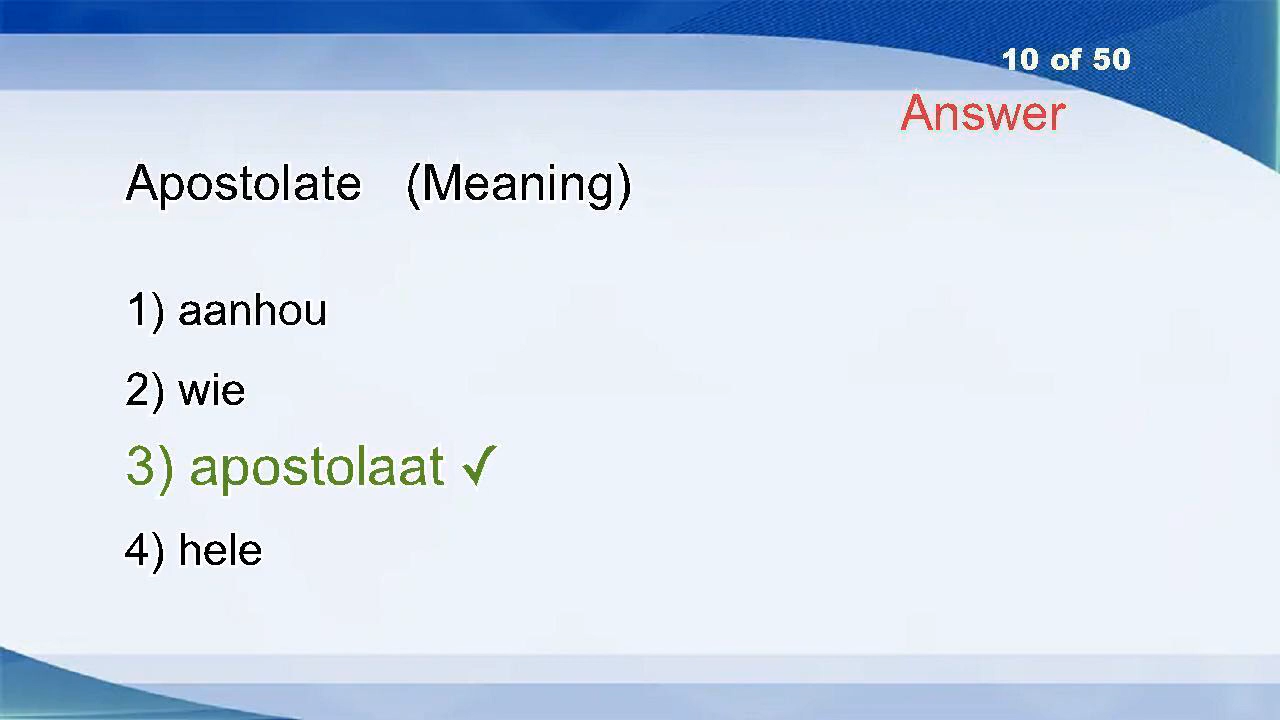 10 of 50
Answer
Apostolate (Meaning)
1) aanhou
2) wie
3) apostolaat ✓
4) hele